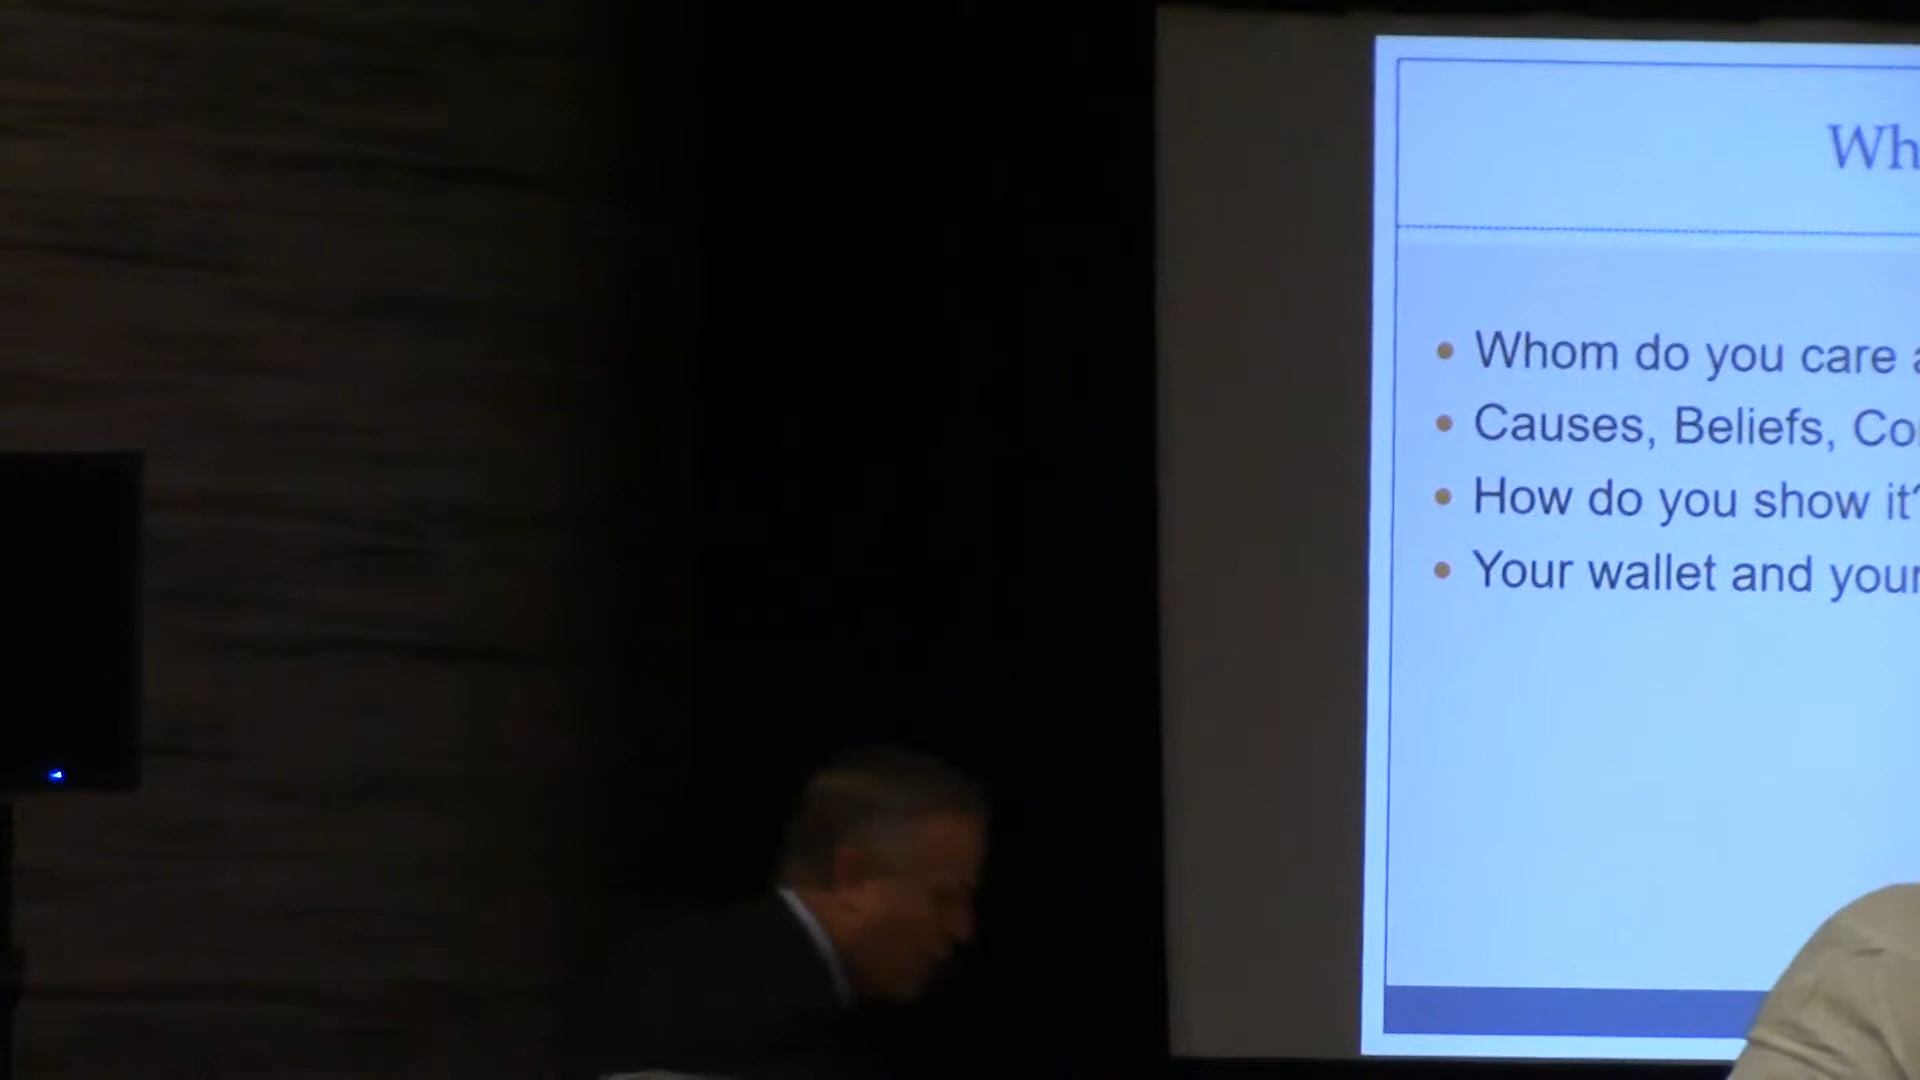 Wh
Whom do you care a
Causes, Beliefs, Co
How do you show it?
Your wallet and your